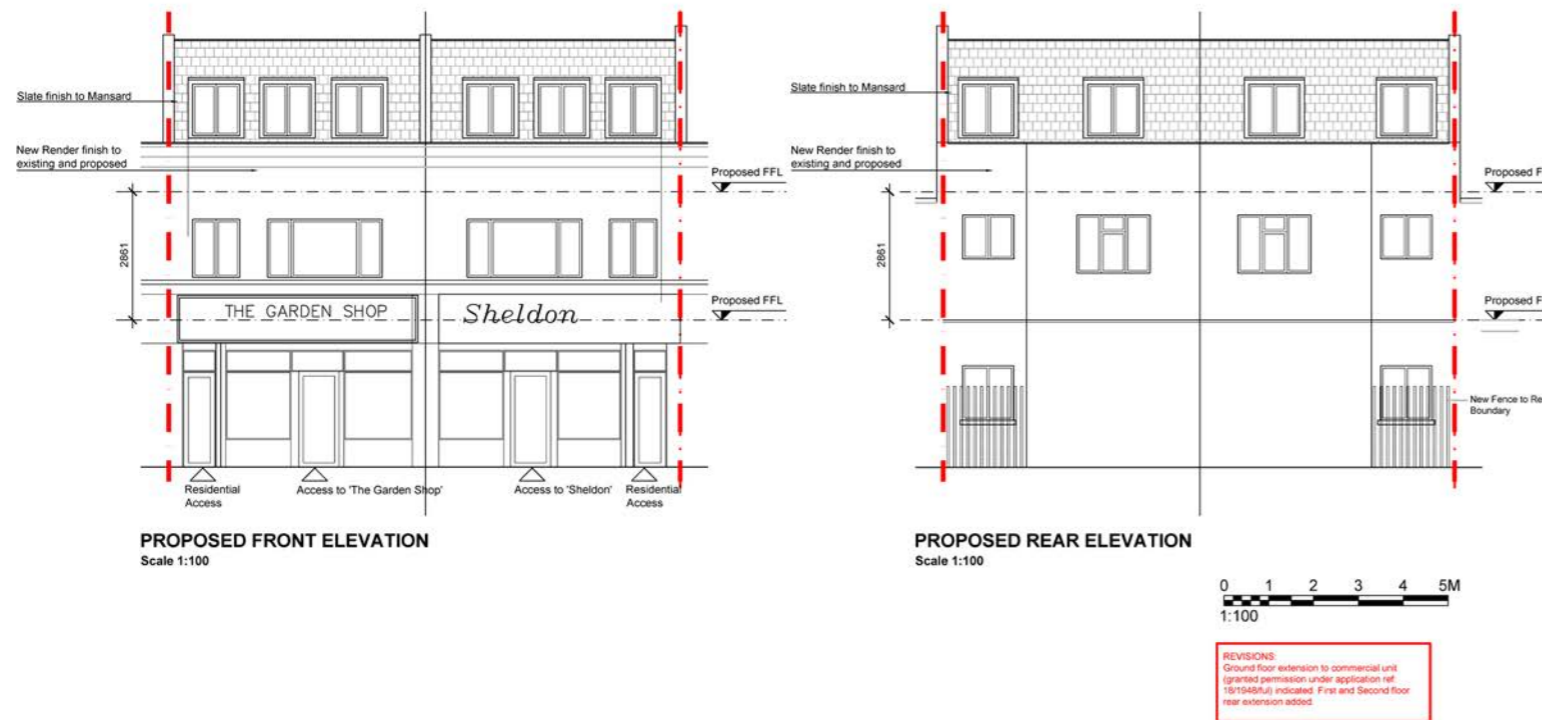 Slate finish to Mansard
New Render finish to
existing and proposed
Proposed FFL
2861
THE GARDEN SHOP
Sheldon
Proposed FFL
Residential
Access
Access to 'The Garden Shop'
Access to 'Sheldon'
Residential
Access
PROPOSED FRONT ELEVATION
Scale 1:100
Slate finish to Mansard
New Render finish to
existing and proposed
Proposed F
2861
Proposed F
New Fence to Re
Boundary
PROPOSED REAR ELEVATION
Scale 1:100
0 1 2 3 4 5M
1:100
REVISIONS:
Ground floor extension to commercial unit
(granted permission under application ref:
18/1948/ful) indicated. First and Second floor
rear extension added.